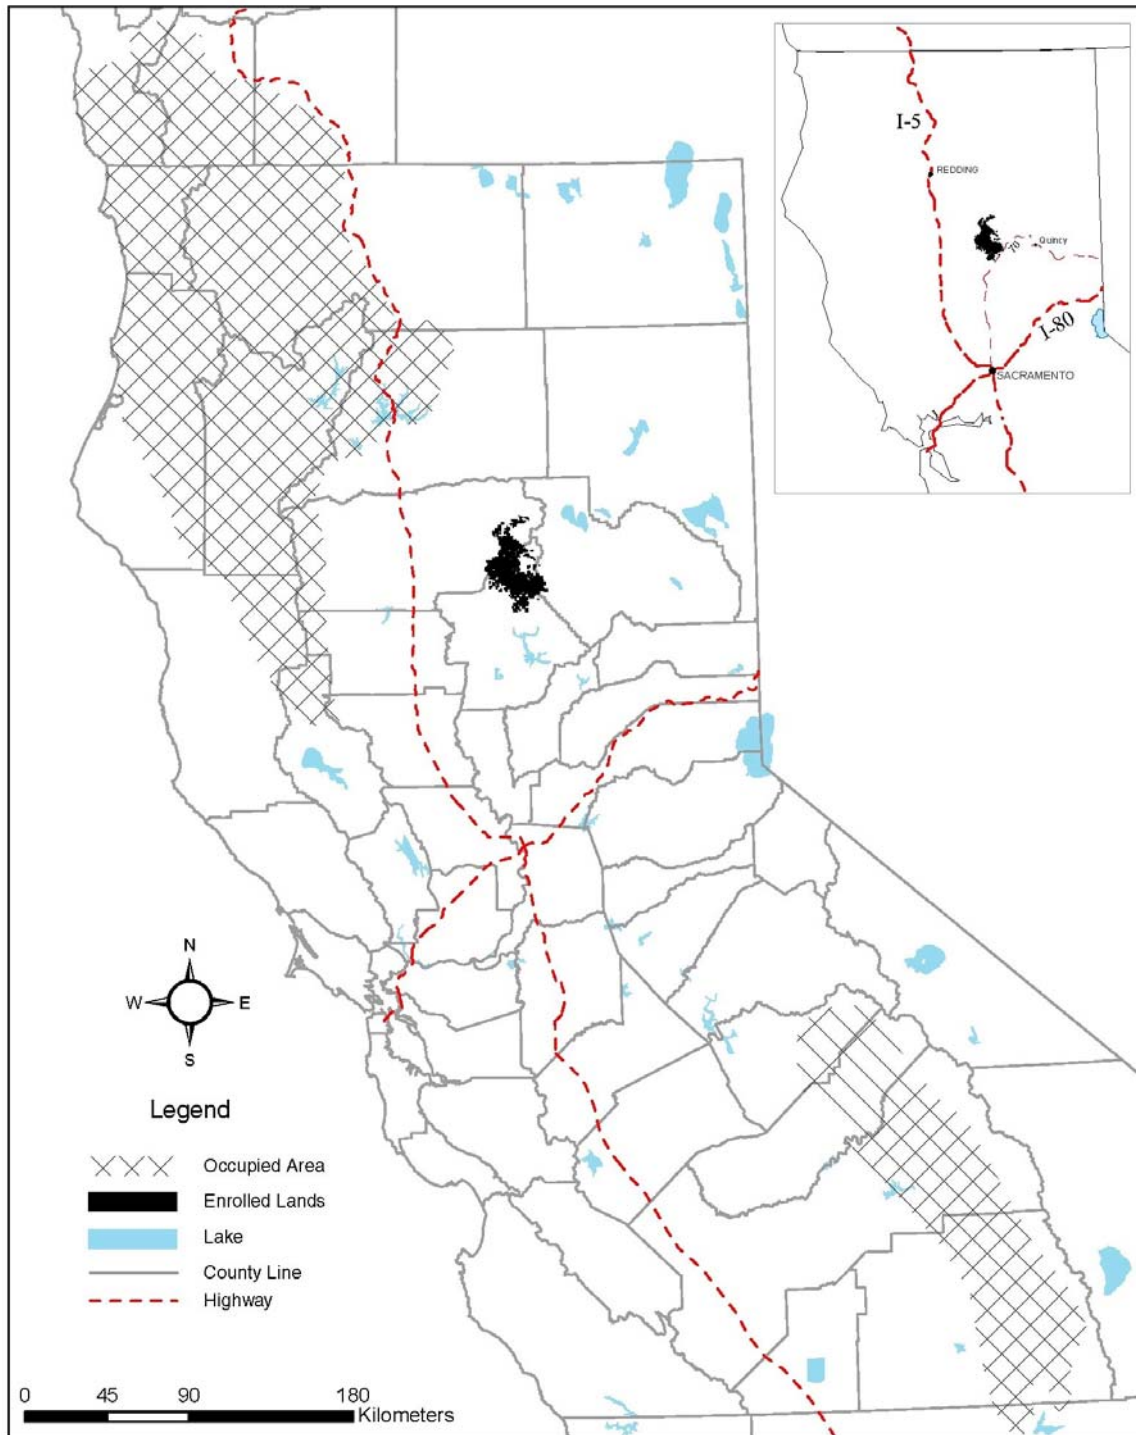 I-5
REDDING
Quincy
70
I-80
SACRAMENTO
N
W E
S
Legend
Occupied Area
Enrolled Lands
Lake
County Line
Highway
0 45 90 180
Kilometers